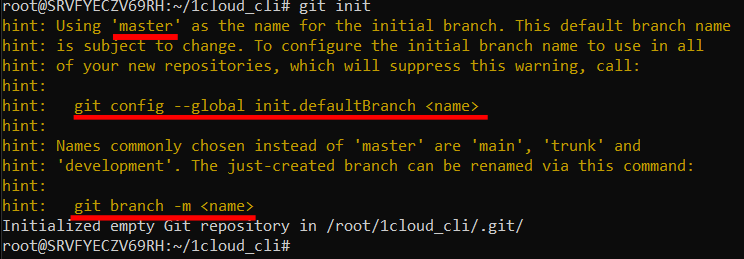 root@SRVFYECZV69RH:~/1cloud_cli# git init
hint: Using 'master' as the name for the initial branch. This default branch name
hint: is subject to change. To configure the initial branch name to use in all
hint: of your new repositories, which will suppress this warning, call:
hint:
hint:   git config --global init.defaultBranch <name>
hint:
hint: Names commonly chosen instead of 'master' are 'main', 'trunk' and
hint: 'development'. The just-created branch can be renamed via this command:
hint:
hint:   git branch -m <name>
Initialized empty Git repository in /root/1cloud_cli/.git/
root@SRVFYECZV69RH:~/1cloud_cli#